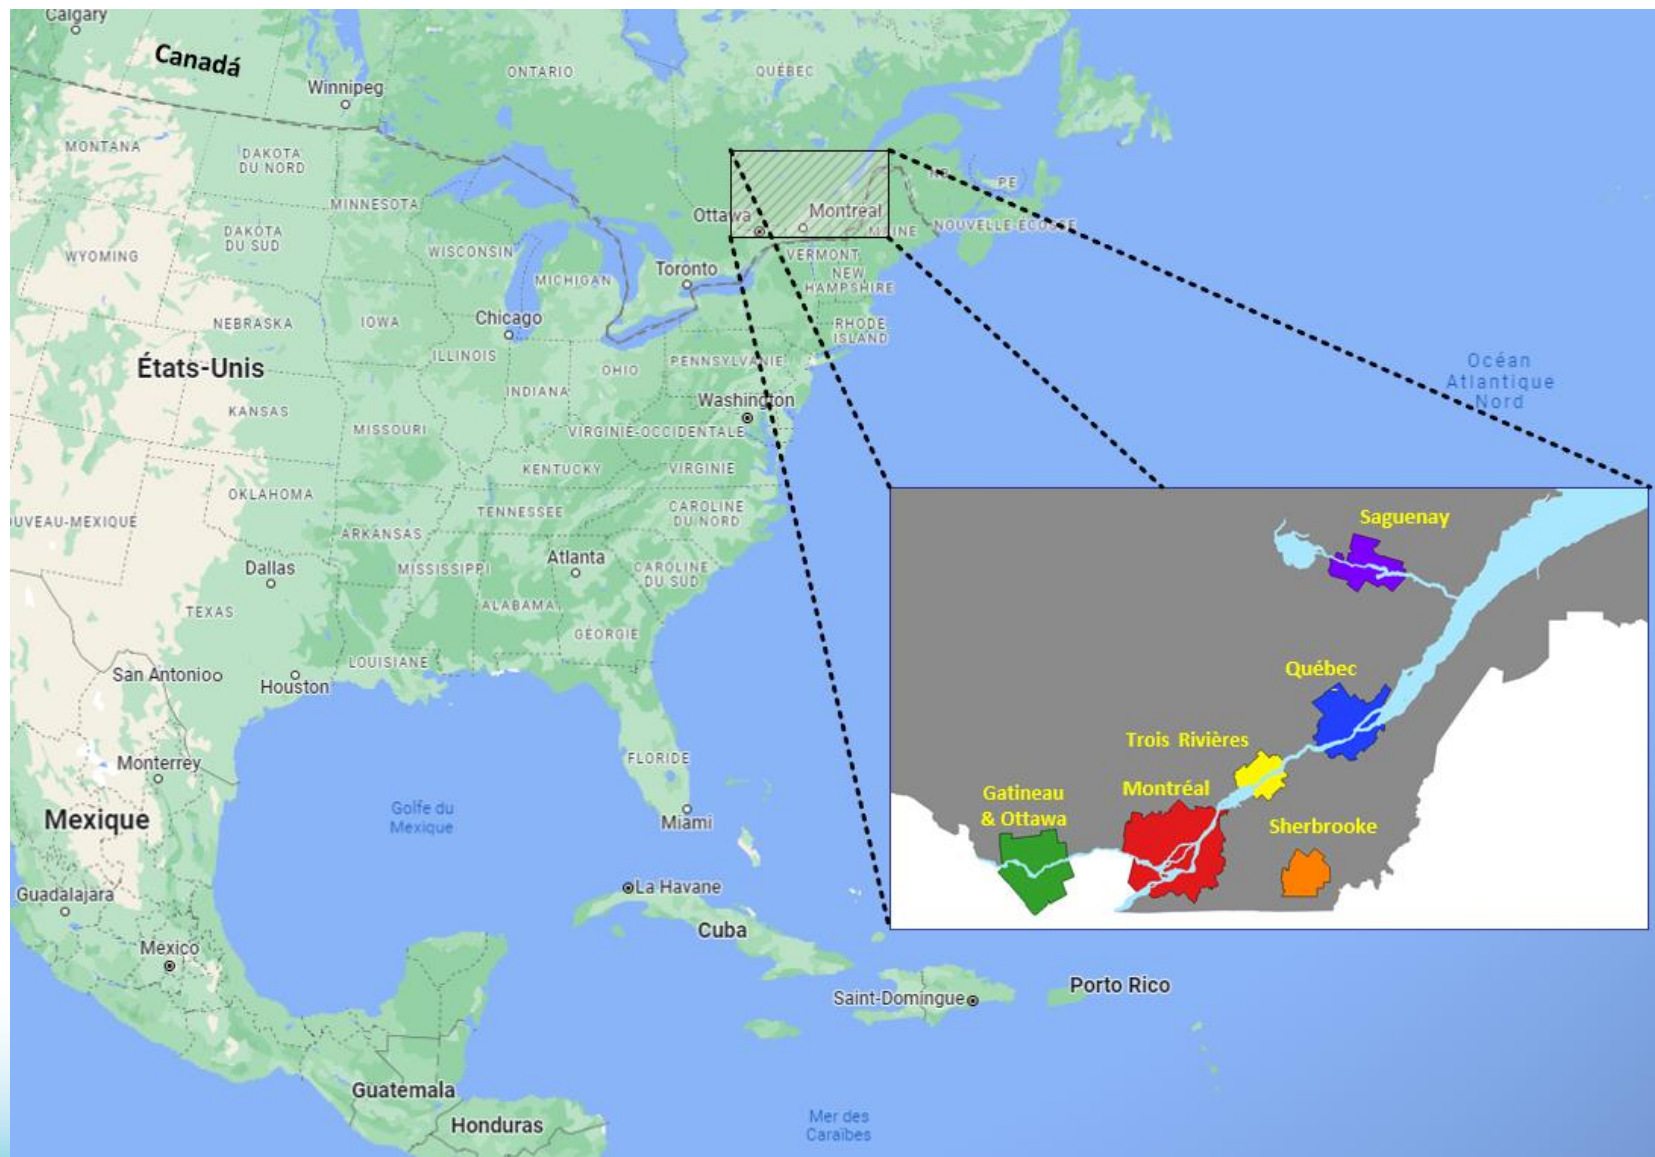 Calgary
Canadá
Winnipeg
ONTARIO
QUÉBEC
MONTANA
DAKOTA
DU NORD
MINNESOTA
Ottawa
Montréal
NB
PE
NOUVELLE-ÉCOSSE
MAINE
DAKOTA
DU SUD
WYOMING
WISCONSIN
VERMONT
NEW
HAMPSHIRE
MICHIGAN
Toronto
NEBRASKA
IOWA
Chicago
RHODE
ISLAND
ILLINOIS
États-Unis
OHIO
PENNSYLVANIE
INDIANA
Océan
Atlantique
Nord
KANSAS
Washington
MISSOURI
VIRGINIE-OCCIDENTALE
KENTUCKY
VIRGINIE
OKLAHOMA
TENNESSEE
CAROLINE
DU NORD
OUVEAU-MEXIQUE
ARKANSAS
Atlanta
Dallas
MISSISSIPPI
CAROLINE
DU SUD
TEXAS
ALABAMA
GÉORGIE
LOUISIANE
San Antonio
Houston
FLORIDE
Monterrey
Mexique
Golfe du
Mexique
Miami
Guadalajara
La Havane
Cuba
Mexico
Saint-Domingue
Porto Rico
Guatemala
Honduras
Mer des
Caraïbes
Saguenay
Québec
Trois Rivières
Montréal
Gatineau
& Ottawa
Sherbrooke